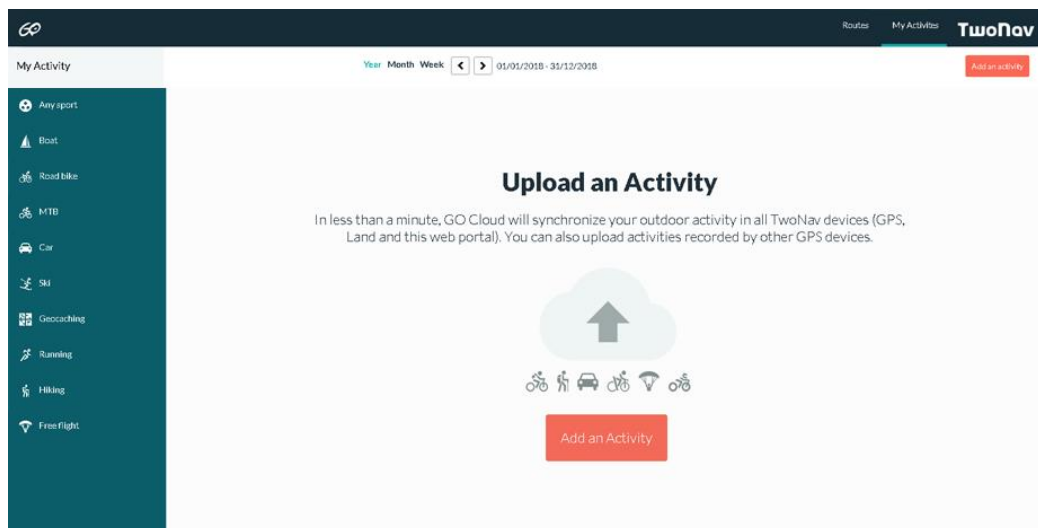 GO
Routes
My Activites
TwoNav
My Activity
Year Month Week 01/01/2018 - 31/12/2018
Add an activity
Any sport
Boat
Road bike
MTB
Car
Ski
Geocaching
Running
Hiking
Free flight
Upload an Activity
In less than a minute, GO Cloud will synchronize your outdoor activity in all TwoNav devices (GPS,
Land and this web portal). You can also upload activities recorded by other GPS devices.
Add an Activity